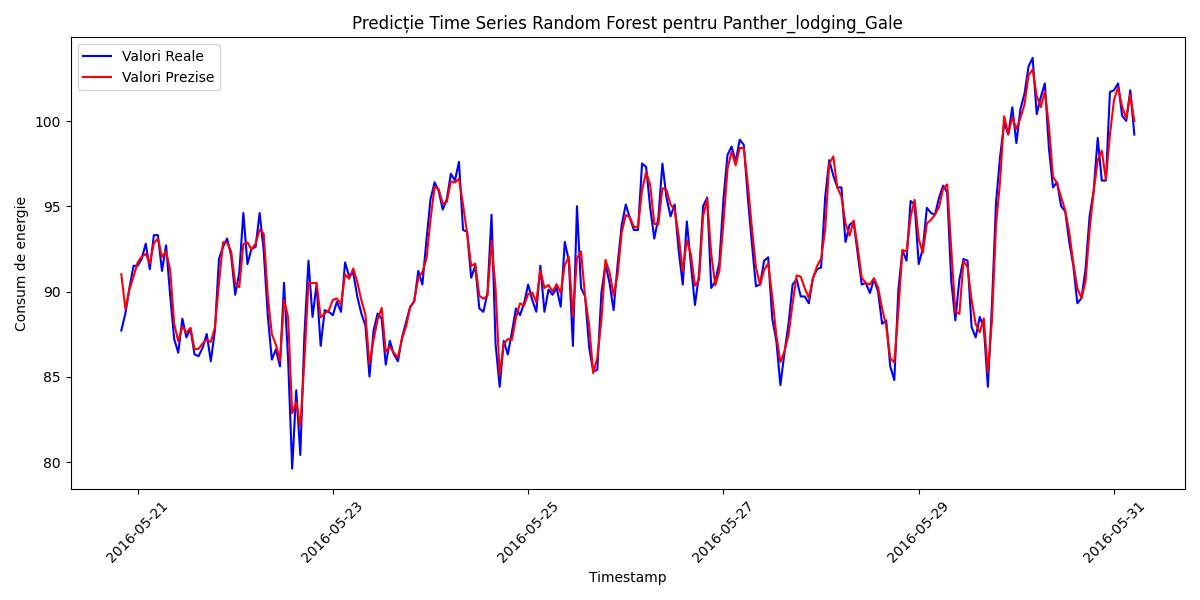 Predicție Time Series Random Forest pentru Panther_lodging_Gale
Valori Reale
Valori Prezise
Consum de energie
100
95
90
85
80
2016-05-21
2016-05-23
2016-05-25
2016-05-27
2016-05-29
2016-05-31
Timestamp